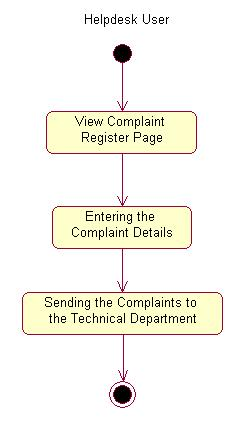 Helpdesk User
View Complaint
Register Page
Entering the
Complaint Details
Sending the Complaints to
the Technical Department